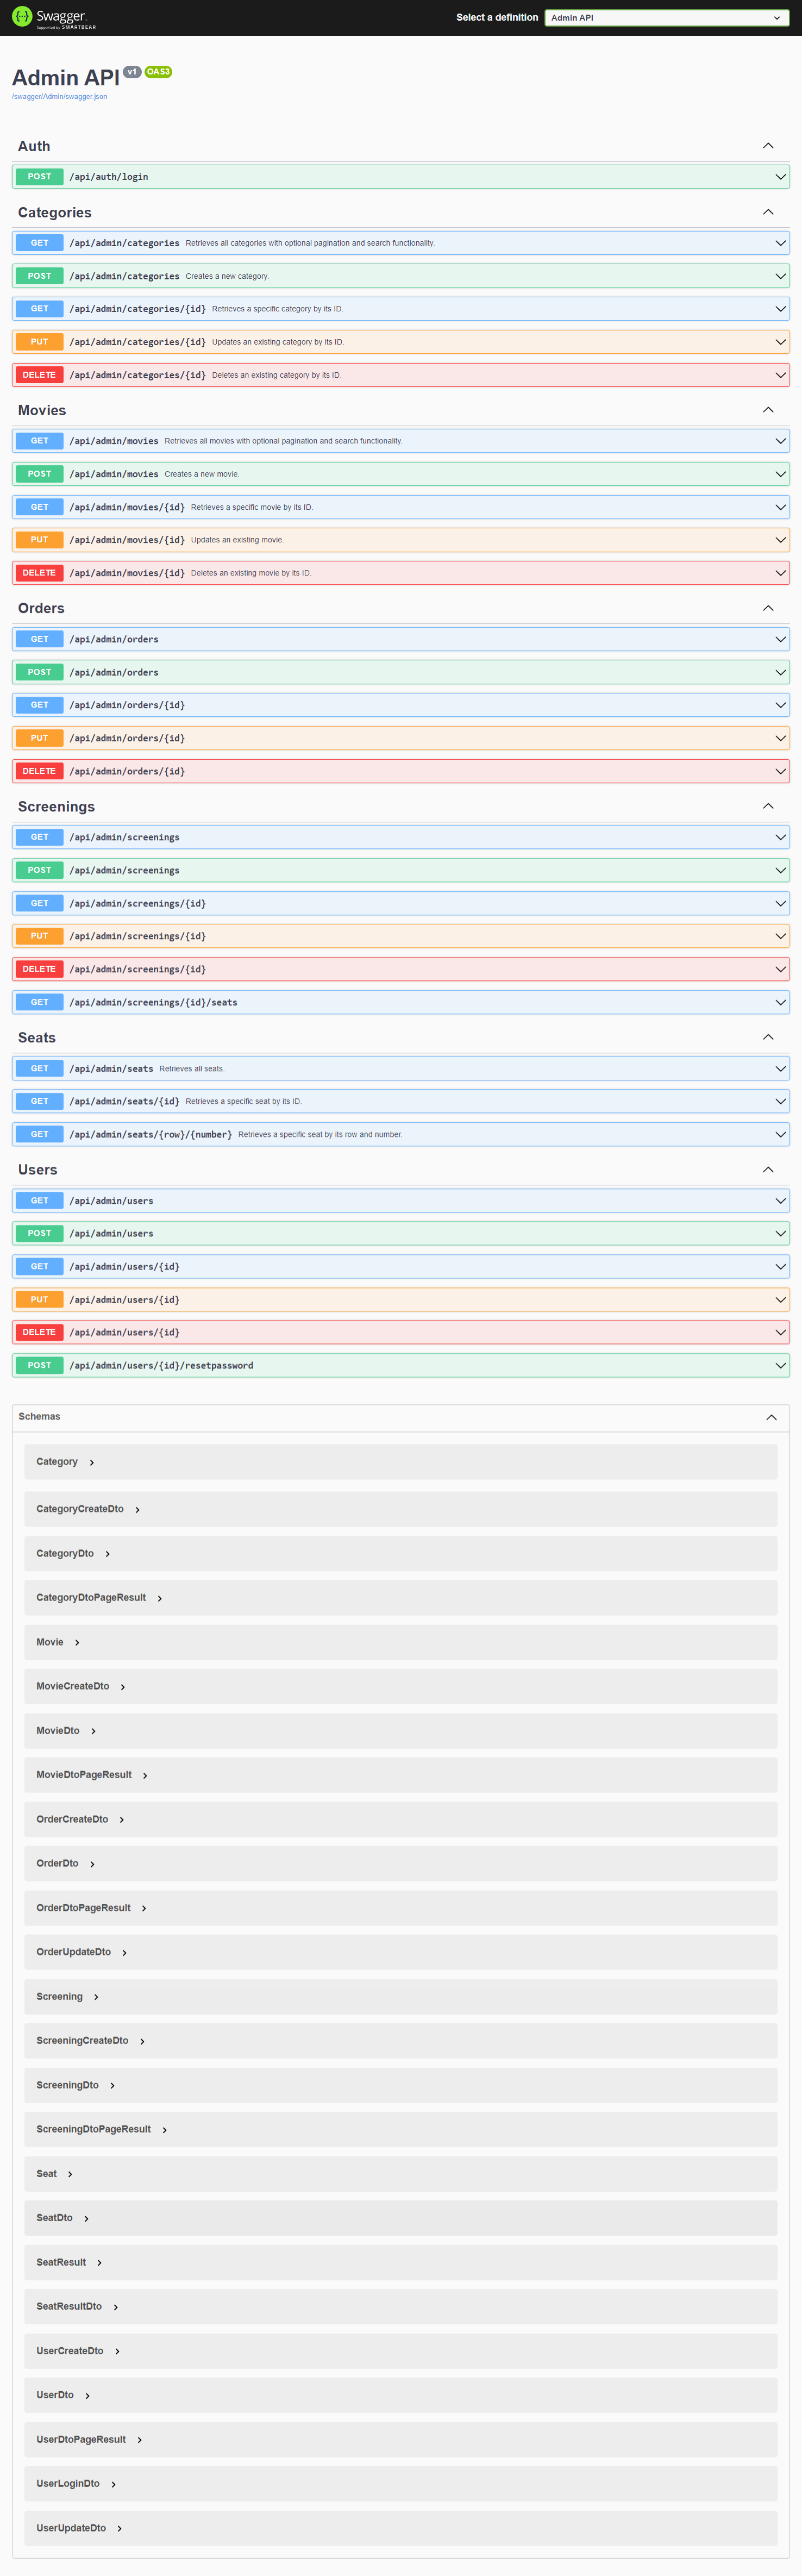 Swagger
Supported by SMARTBEAR
Select a definition
Admin API
Admin API v1 OAS3
/swagger/Admin/swagger.json
Auth
POST /api/auth/login
Categories
GET /api/admin/categories Retrieves all categories with optional pagination and search functionality.
POST /api/admin/categories Creates a new category.
GET /api/admin/categories/{id} Retrieves a specific category by its ID.
PUT /api/admin/categories/{id} Updates an existing category by its ID.
DELETE /api/admin/categories/{id} Deletes an existing category by its ID.
Movies
GET /api/admin/movies Retrieves all movies with optional pagination and search functionality.
POST /api/admin/movies Creates a new movie.
GET /api/admin/movies/{id} Retrieves a specific movie by its ID.
PUT /api/admin/movies/{id} Updates an existing movie.
DELETE /api/admin/movies/{id} Deletes an existing movie by its ID.
Orders
GET /api/admin/orders
POST /api/admin/orders
GET /api/admin/orders/{id}
PUT /api/admin/orders/{id}
DELETE /api/admin/orders/{id}
Screenings
GET /api/admin/screenings
POST /api/admin/screenings
GET /api/admin/screenings/{id}
PUT /api/admin/screenings/{id}
DELETE /api/admin/screenings/{id}
GET /api/admin/screenings/{id}/seats
Seats
GET /api/admin/seats Retrieves all seats.
GET /api/admin/seats/{id} Retrieves a specific seat by its ID.
GET /api/admin/seats/{row}/{number} Retrieves a specific seat by its row and number.
Users
GET /api/admin/users
POST /api/admin/users
GET /api/admin/users/{id}
PUT /api/admin/users/{id}
DELETE /api/admin/users/{id}
POST /api/admin/users/{id}/resetpassword
Schemas
Category
CategoryCreateDto
CategoryDto
CategoryDtoPageResult
Movie
MovieCreateDto
MovieDto
MovieDtoPageResult
OrderCreateDto
OrderDto
OrderDtoPageResult
OrderUpdateDto
Screening
ScreeningCreateDto
ScreeningDto
ScreeningDtoPageResult
Seat
SeatDto
SeatResult
SeatResultDto
UserCreateDto
UserDto
UserDtoPageResult
UserLoginDto
UserUpdateDto